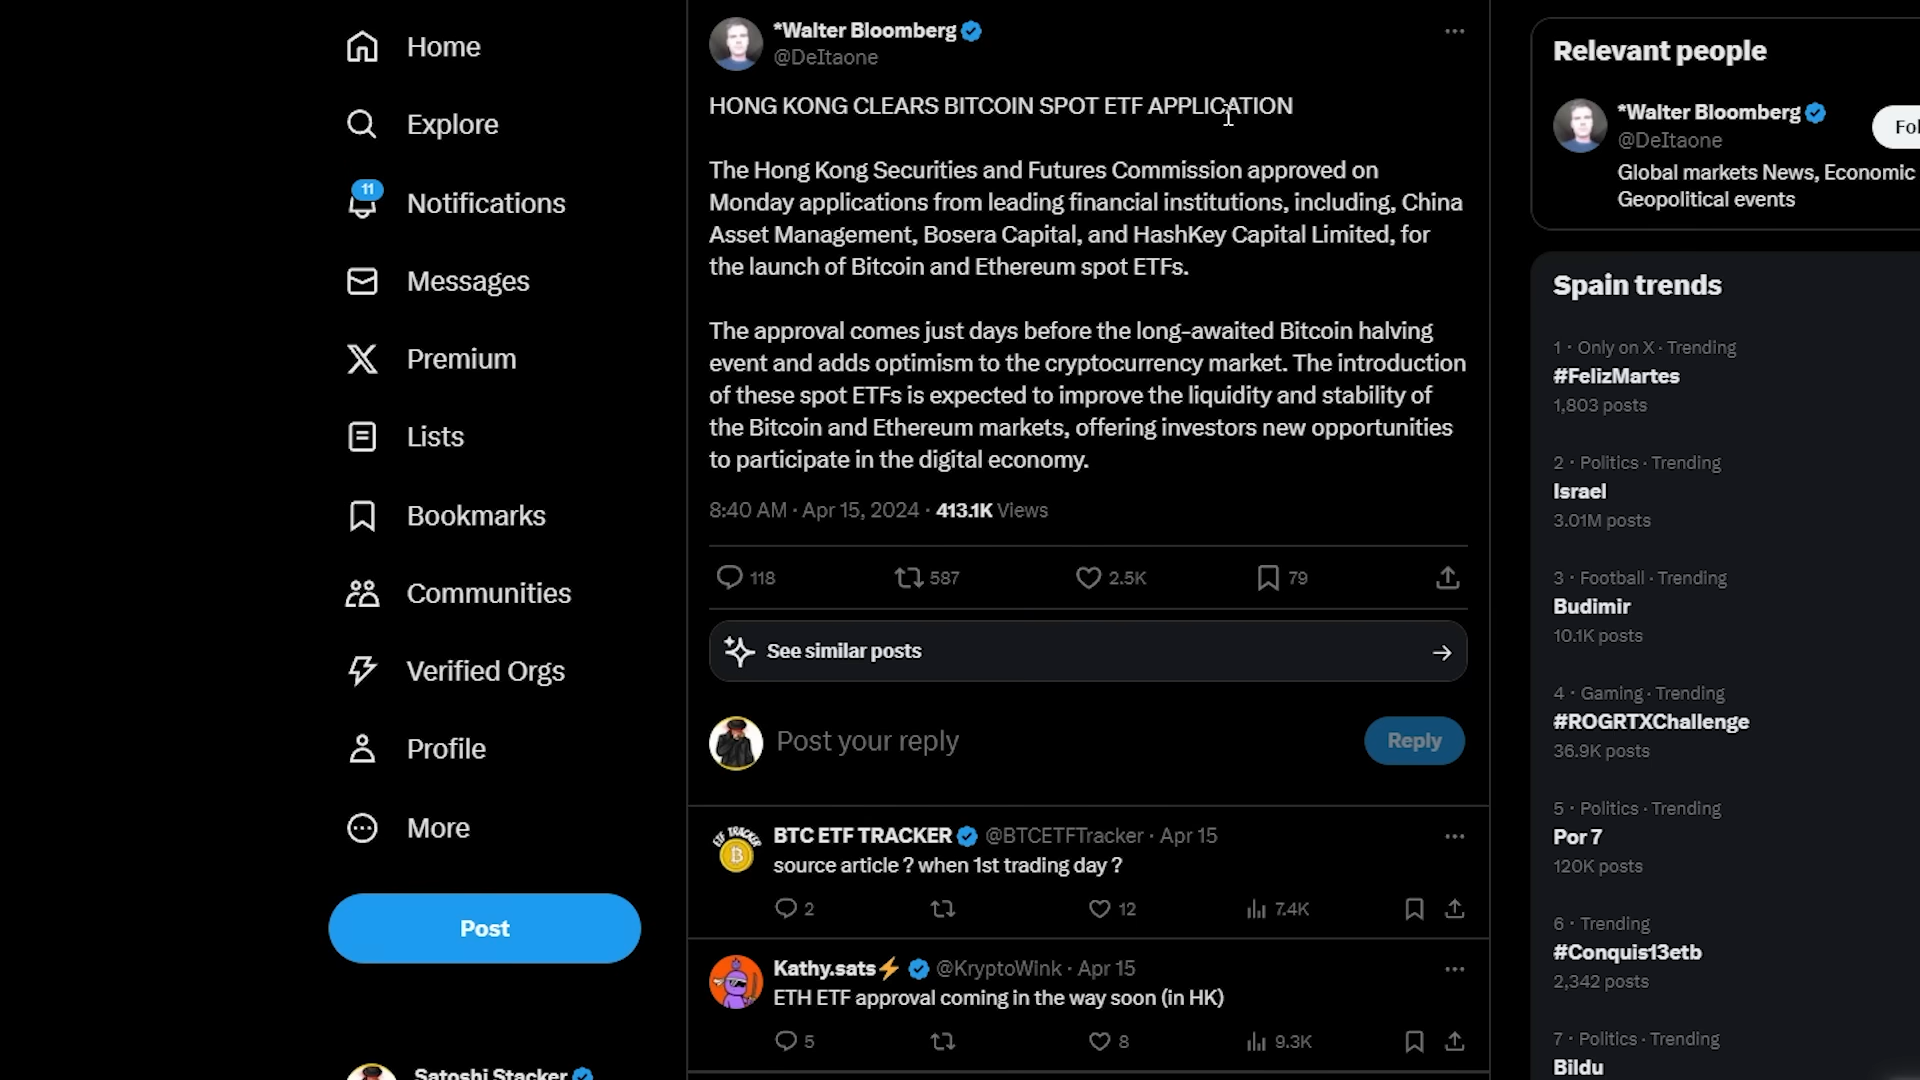 Home
Explore
11
Notifications
Messages
Premium
Lists
Bookmarks
Communities
Verified Orgs
Profile
More
Post
Satoshi Stacker
*Walter Bloomberg
@DeItaone
HONG KONG CLEARS BITCOIN SPOT ETF APPLICATION
The Hong Kong Securities and Futures Commission approved on
Monday applications from leading financial institutions, including, China
Asset Management, Bosera Capital, and HashKey Capital Limited, for
the launch of Bitcoin and Ethereum spot ETFs.
The approval comes just days before the long-awaited Bitcoin halving
event and adds optimism to the cryptocurrency market. The introduction
of these spot ETFs is expected to improve the liquidity and stability of
the Bitcoin and Ethereum markets, offering investors new opportunities
to participate in the digital economy.
8:40 AM · Apr 15, 2024 · 413.1K Views
118 587 2.5K 79
See similar posts
Post your reply
Reply
ETF TRACKER
BTC ETF TRACKER @BTCETFTracker · Apr 15
source article ? when 1st trading day ?
2 12 7.4K
Kathy.sats⚡ @KryptoWink · Apr 15
ETH ETF approval coming in the way soon (in HK)
5 8 9.3K
Relevant people
*Walter Bloomberg
@DeItaone
Fol
Global markets News, Economic
Geopolitical events
Spain trends
1 · Only on X · Trending
#FelizMartes
1,803 posts
2 · Politics · Trending
Israel
3.01M posts
3 · Football · Trending
Budimir
10.1K posts
4 · Gaming · Trending
#ROGRTXChallenge
36.9K posts
5 · Politics · Trending
Por 7
120K posts
6 · Trending
#Conquis13etb
2,342 posts
7 · Politics · Trending
Bildu